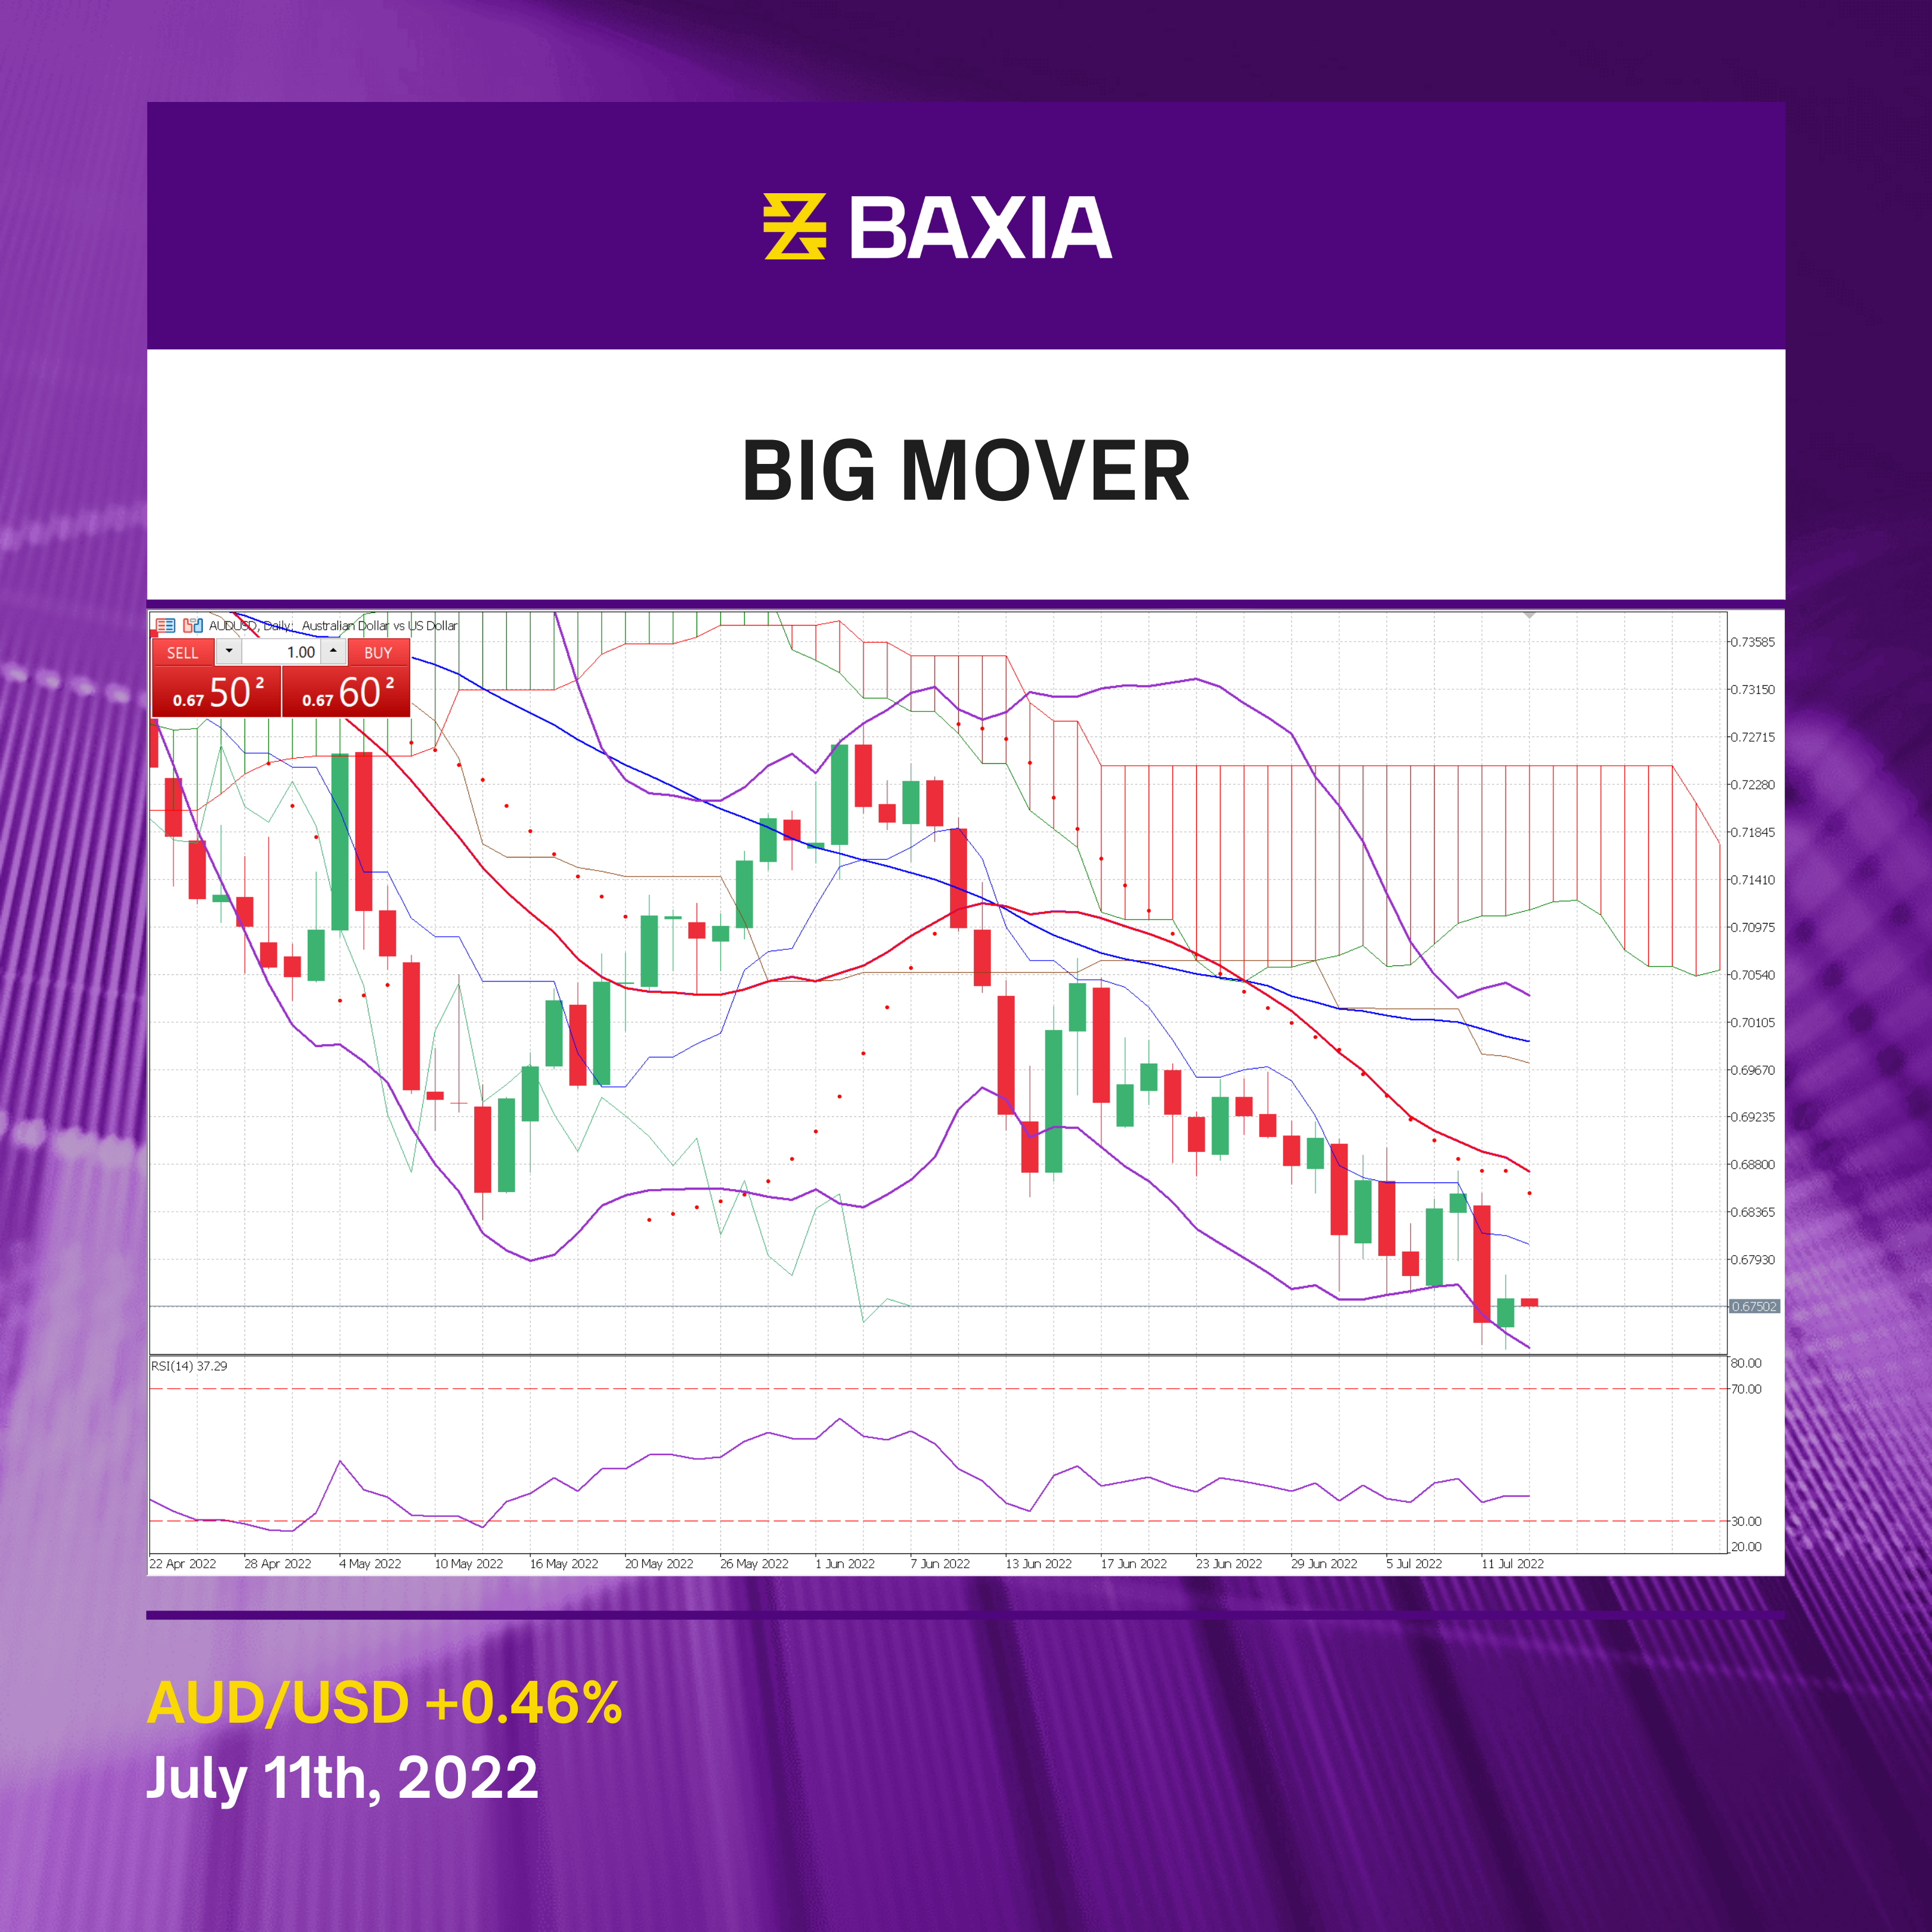 BAXIA
BIG MOVER
AUDUSD, Daily: Australian Dollar vs US Dollar
SELL 1.00 BUY
0.67 50 2 0.67 60 2
0.73585
0.73150
0.72715
0.72280
0.71845
0.71410
0.70975
0.70540
0.70105
0.69670
0.69235
0.68800
0.68365
0.67930
0.67502
RSI(14) 37.29
80.00
70.00
30.00
20.00
22 Apr 2022 28 Apr 2022 4 May 2022 10 May 2022 16 May 2022 20 May 2022 26 May 2022 1 Jun 2022 7 Jun 2022 13 Jun 2022 17 Jun 2022 23 Jun 2022 29 Jun 2022 5 Jul 2022 11 Jul 2022
AUD/USD +0.46%
July 11th, 2022